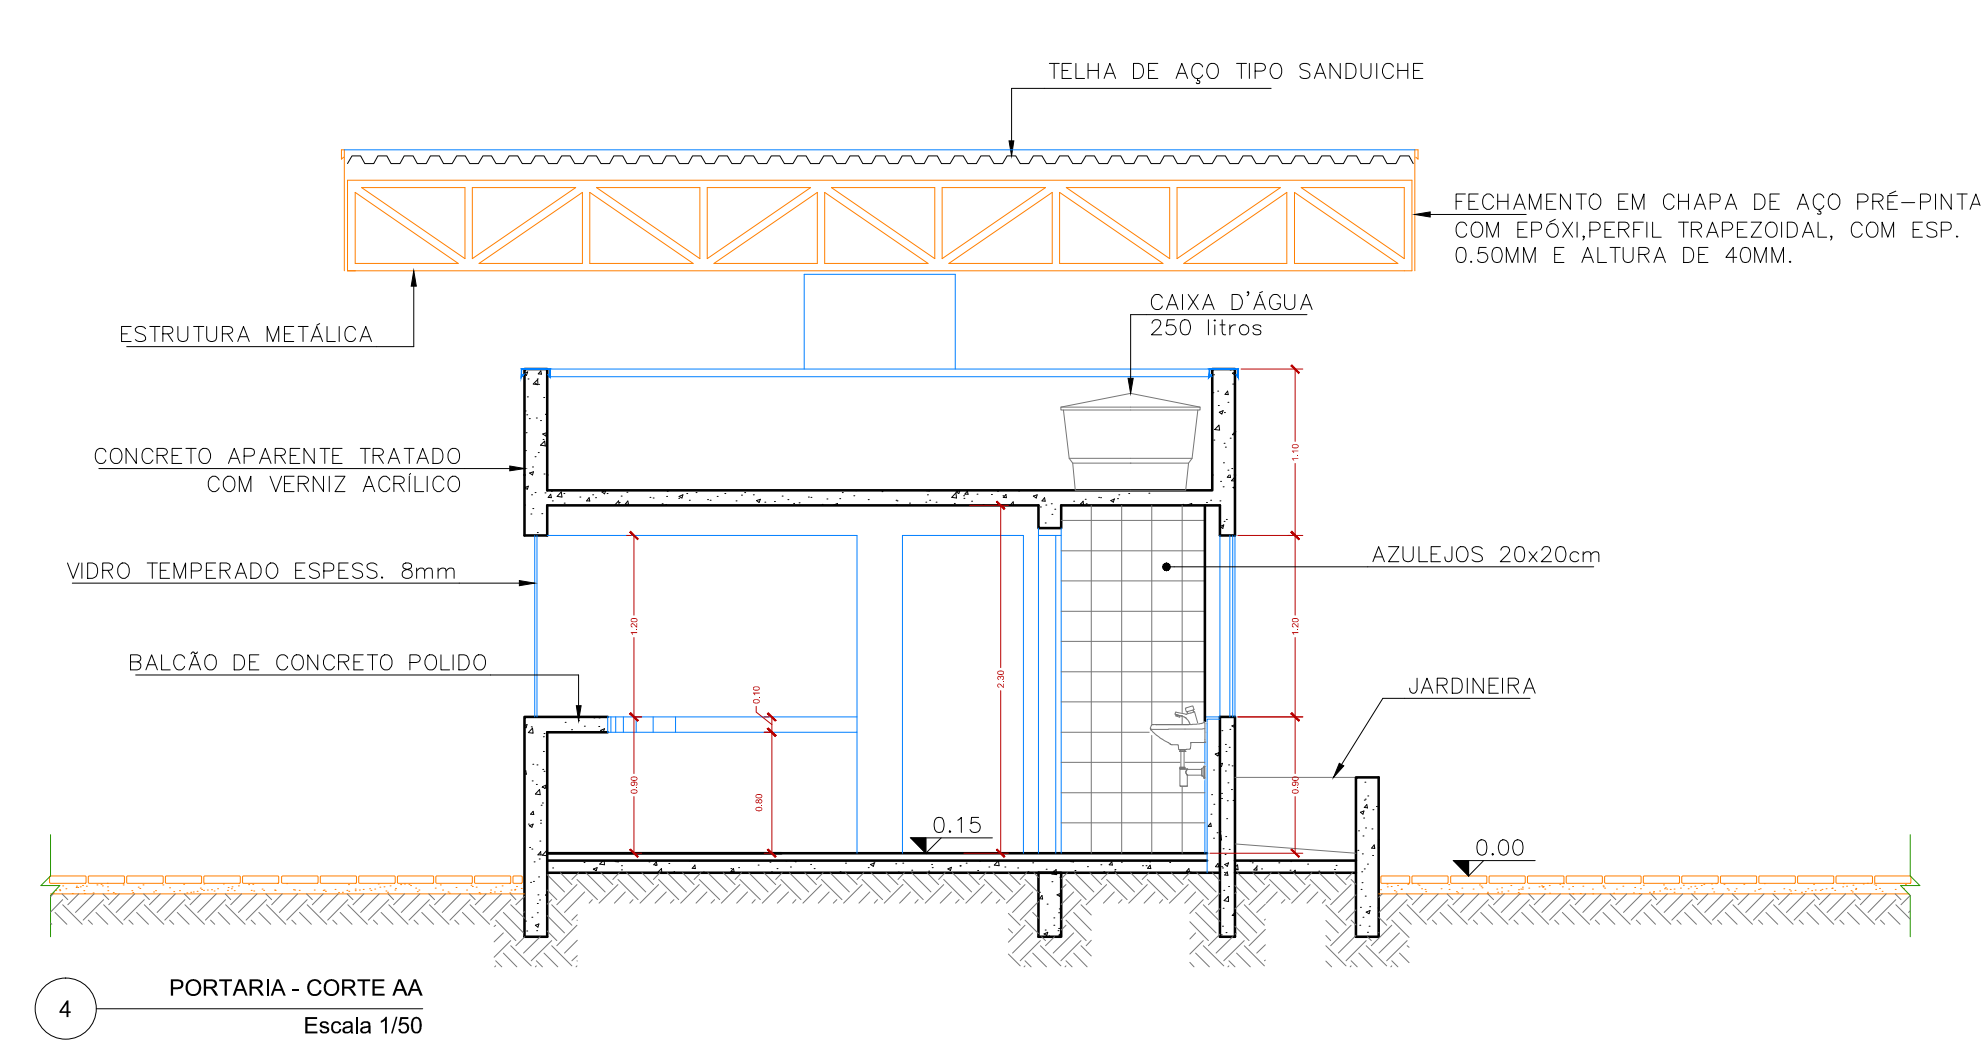 TELHA DE AÇO TIPO SANDUICHE
FECHAMENTO EM CHAPA DE AÇO PRÉ-PINTA
COM EPÓXI,PERFIL TRAPEZOIDAL, COM ESP.
0.50MM E ALTURA DE 40MM.
ESTRUTURA METÁLICA
CAIXA D'ÁGUA
250 litros
CONCRETO APARENTE TRATADO
COM VERNIZ ACRÍLICO
1.10
VIDRO TEMPERADO ESPESS. 8mm
AZULEJOS 20x20cm
1.20
2.30
1.20
BALCÃO DE CONCRETO POLIDO
0.10
JARDINEIRA
0.90
0.80
0.90
0.15
0.00
4
PORTARIA - CORTE AA
Escala 1/50